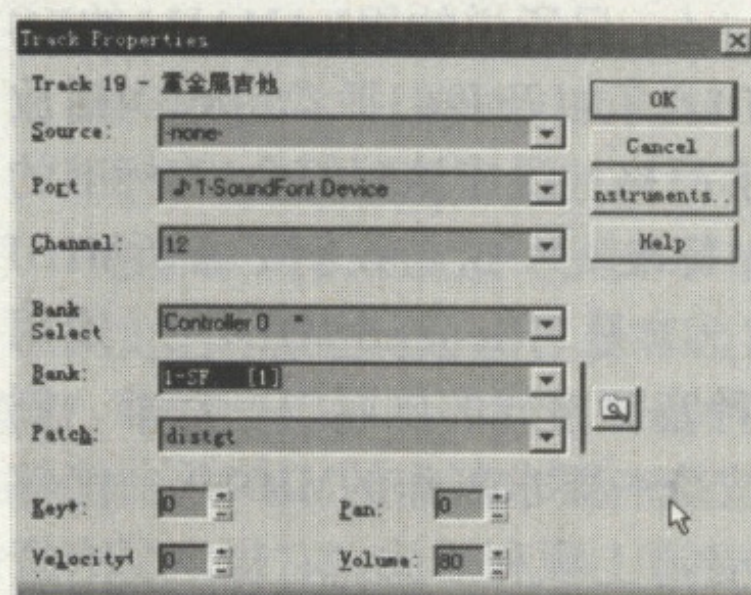 Track Properties
Track 19 - 重金属吉他
Source: -none-
OK
Cancel
Port 1-SoundFont Device
nstruments..
Channel: 12
Help
Bank
Select
Controller 0 *
Bank: 1-SF [1]
Patch: distgt
Key+: 0 Pan: 0
Velocity+ 0 Volume: 80